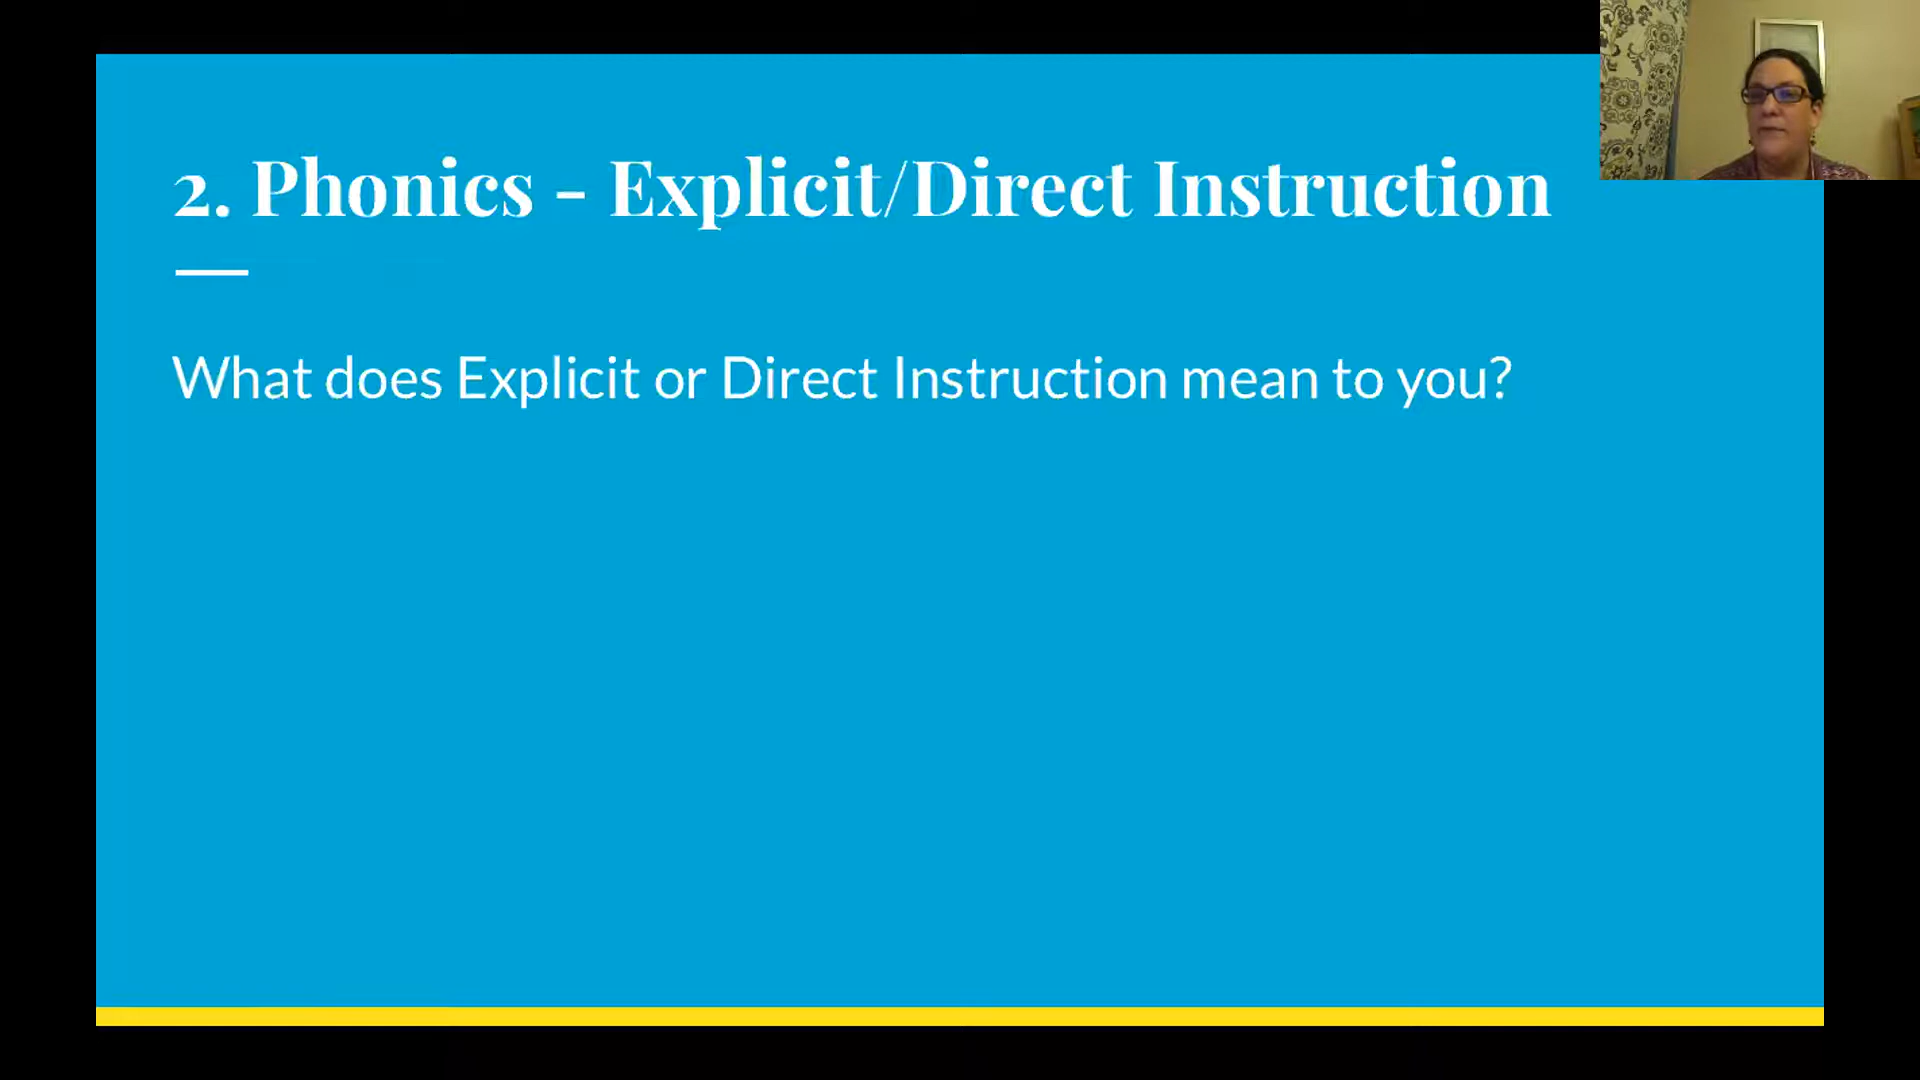 2. Phonics - Explicit/Direct Instruction
What does Explicit or Direct Instruction mean to you?